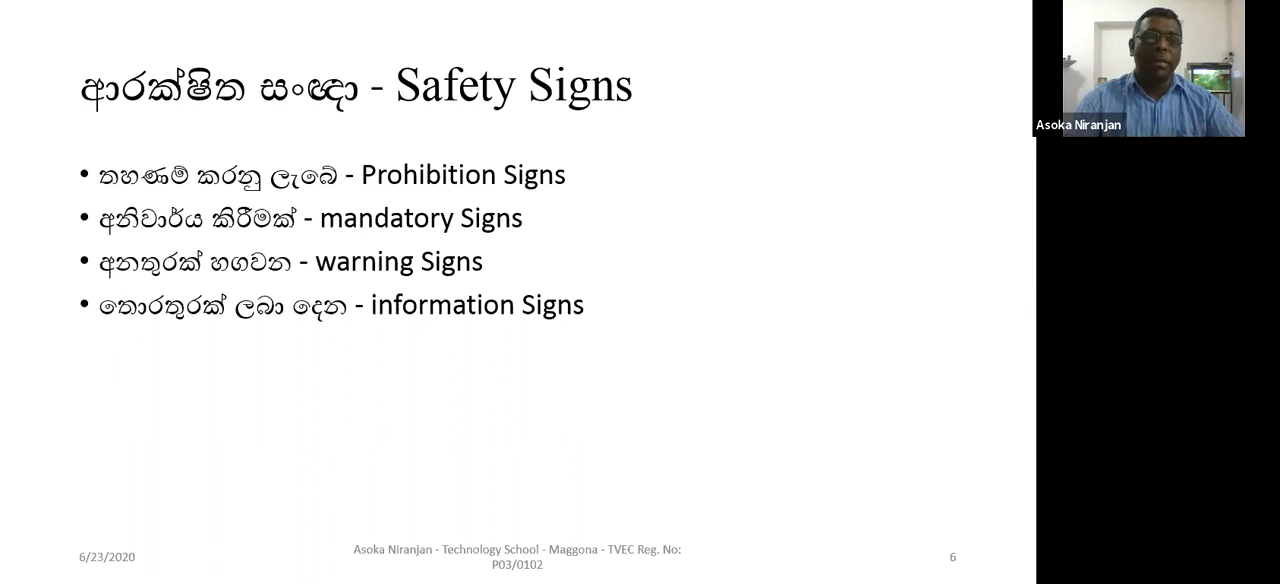 ආරක්ෂිත සංඥා - Safety Signs
• තහණම් කරනු ලැබේ - Prohibition Signs
• අනිවාර්ය කිරීමක් - mandatory Signs
• අනතුරක් හගවන - warning Signs
• තොරතුරක් ලබා දෙන - information Signs
Asoka Niranjan
6/23/2020
Asoka Niranjan - Technology School - Maggona - TVEC Reg. No:
P03/0102
6